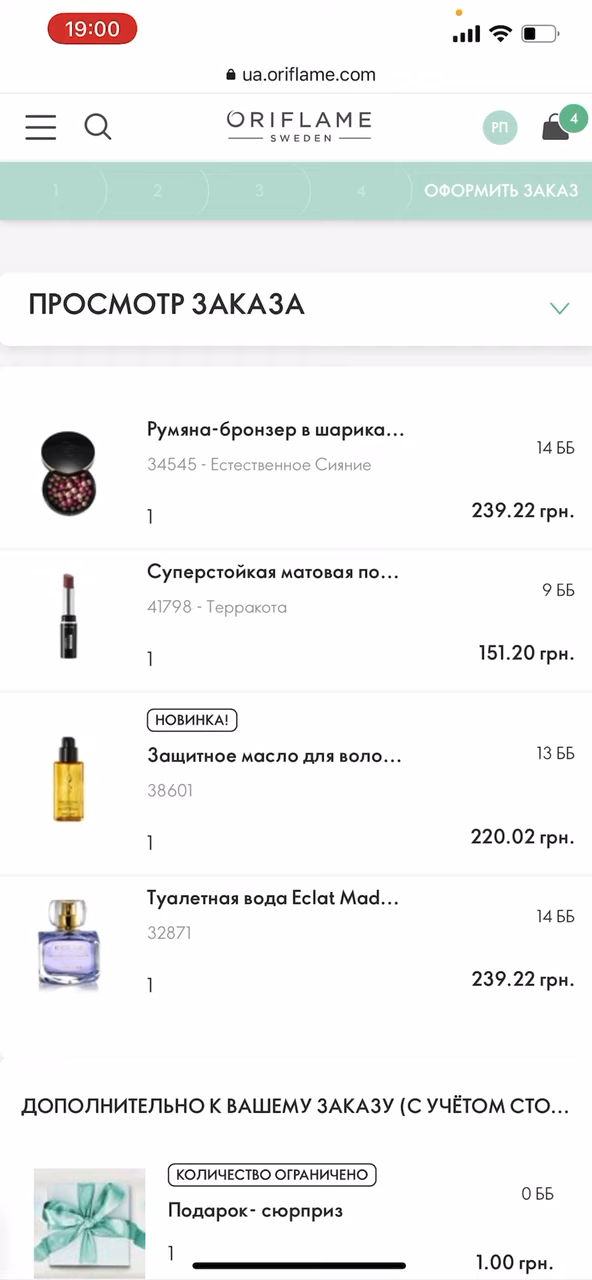 19:00
ua.oriflame.com
ORIFLAME
SWEDEN
РП
4
1 2 3 4 ОФОРМИТЬ ЗАКАЗ
ПРОСМОТР ЗАКАЗА
Румяна-бронзер в шарика...
14 ББ
34545 - Естественное Сияние
1
239.22 грн.
Суперстойкая матовая по...
9 ББ
41798 - Терракота
1
151.20 грн.
НОВИНКА!
Защитное масло для воло...
13 ББ
38601
1
220.02 грн.
Туалетная вода Eclat Mad...
14 ББ
32871
1
239.22 грн.
ДОПОЛНИТЕЛЬНО К ВАШЕМУ ЗАКАЗУ (С УЧЁТОМ СТО...
КОЛИЧЕСТВО ОГРАНИЧЕНО
0 ББ
Подарок- сюрприз
1
1.00 грн.